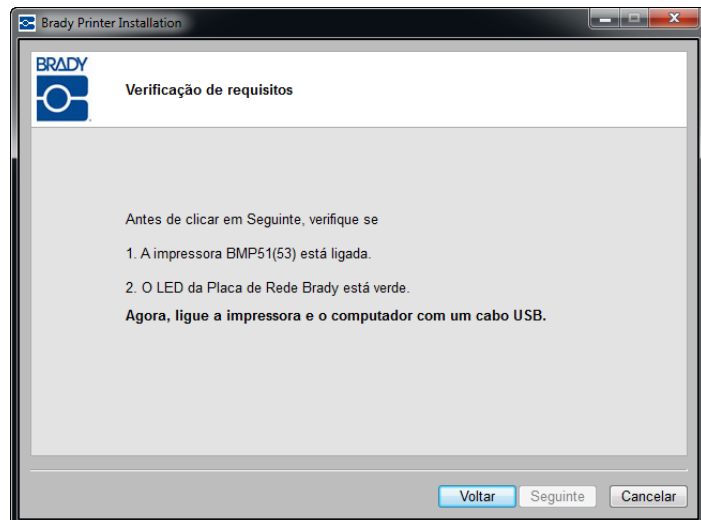 Brady Printer Installation
BRADY
Verificação de requisitos
Antes de clicar em Seguinte, verifique se
1. A impressora BMP51(53) está ligada.
2. O LED da Placa de Rede Brady está verde.
Agora, ligue a impressora e o computador com um cabo USB.
Voltar Seguinte Cancelar